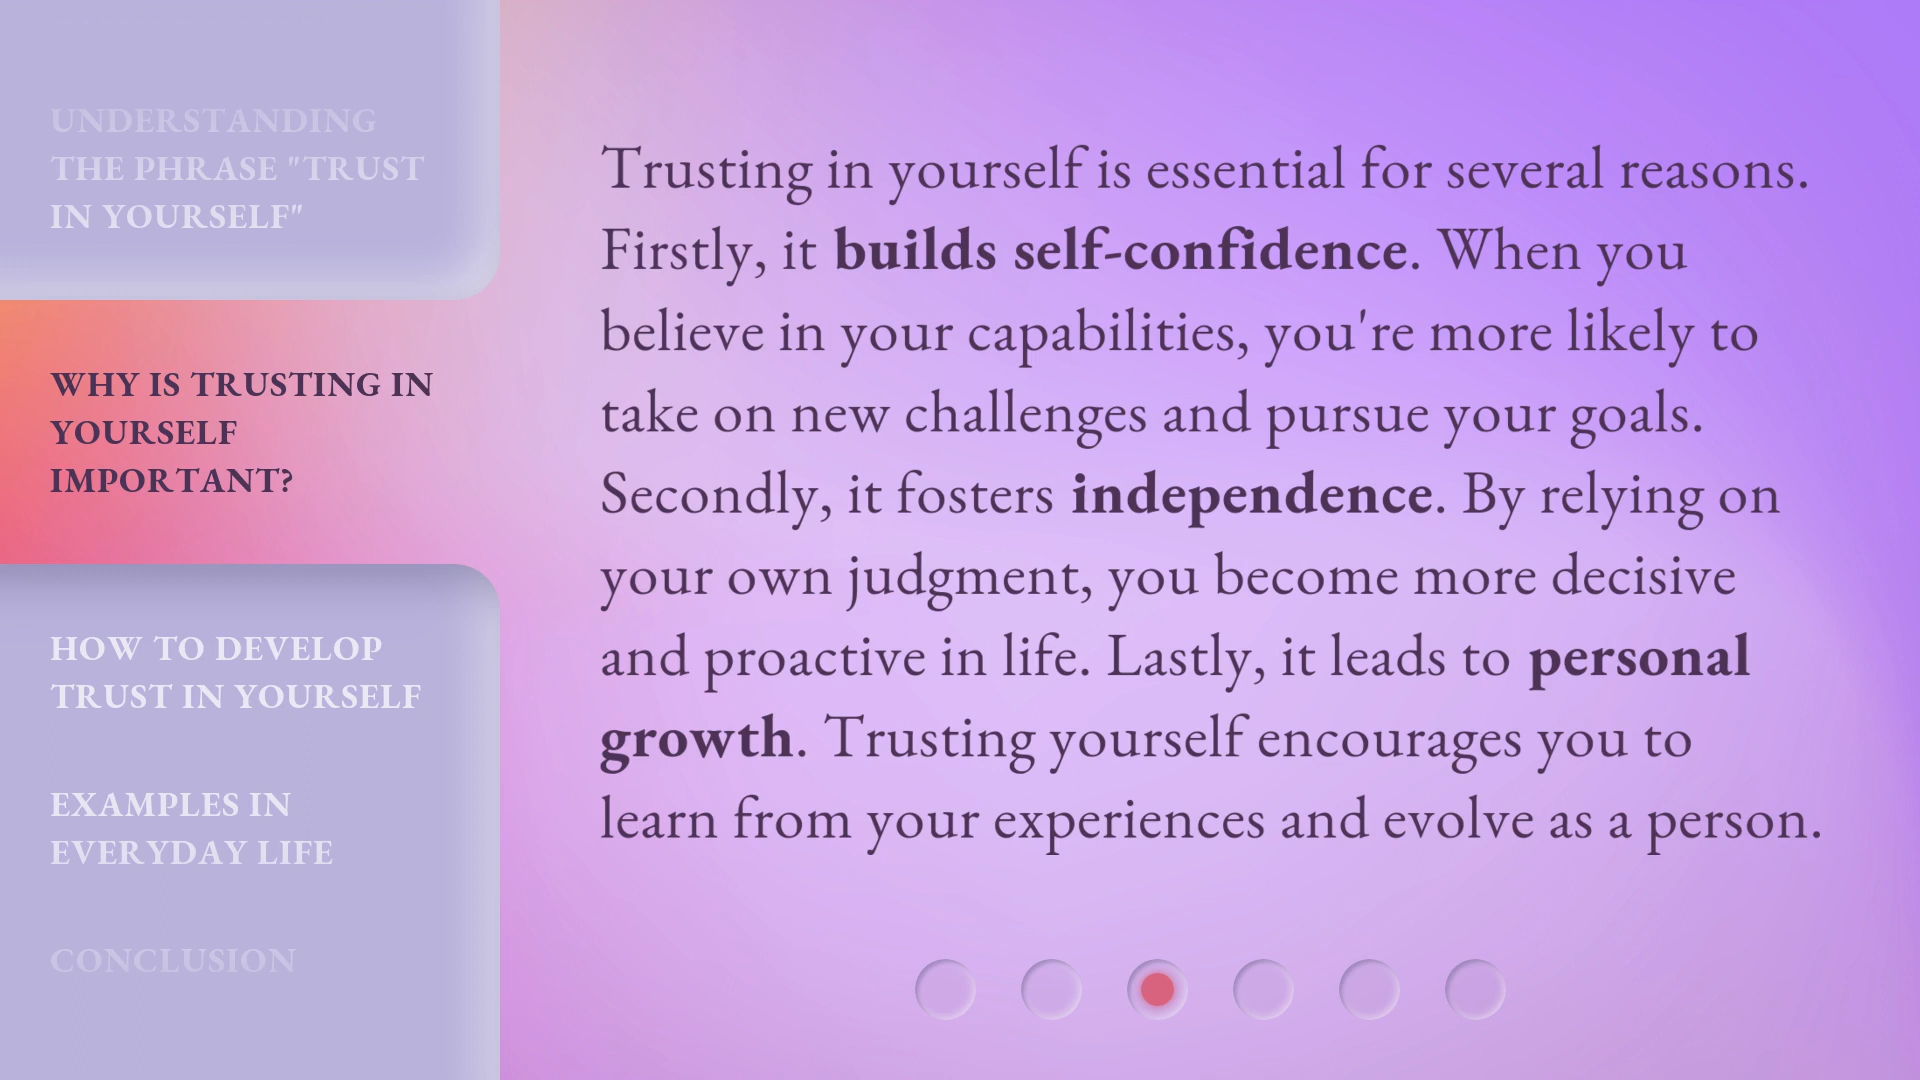 UNDERSTANDING
THE PHRASE "TRUST
IN YOURSELF"
WHY IS TRUSTING IN
YOURSELF
IMPORTANT?
HOW TO DEVELOP
TRUST IN YOURSELF
EXAMPLES IN
EVERYDAY LIFE
CONCLUSION
Trusting in yourself is essential for several reasons.
Firstly, it builds self-confidence. When you
believe in your capabilities, you're more likely to
take on new challenges and pursue your goals.
Secondly, it fosters independence. By relying on
your own judgment, you become more decisive
and proactive in life. Lastly, it leads to personal
growth. Trusting yourself encourages you to
learn from your experiences and evolve as a person.